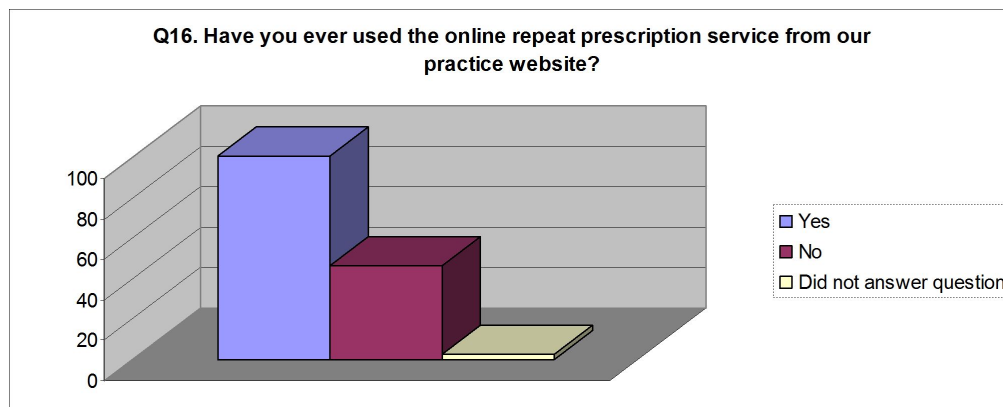 Q16. Have you ever used the online repeat prescription service from our
practice website?
100
80
60
40
20
0
Yes
No
Did not answer question